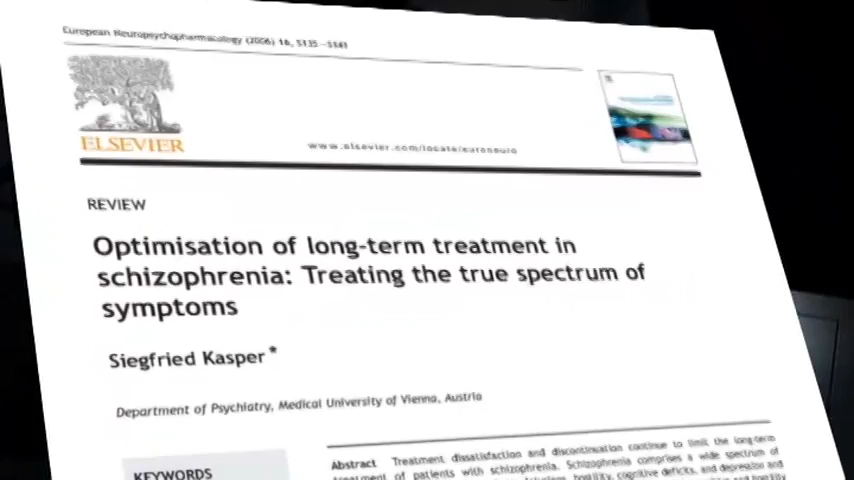 European Neuropsychopharmacology (2006) 16, S135–S141
ELSEVIER
www.elsevier.com/locate/euroneuro
REVIEW
Optimisation of long-term treatment in
schizophrenia: Treating the true spectrum of
symptoms
Siegfried Kasper*
Department of Psychiatry, Medical University of Vienna, Austria
KEYWORDS
Abstract Treatment dissatisfaction and discontinuation continue to limit the long-term
treatment of patients with schizophrenia. Schizophrenia comprises a wide spectrum of
hostility, cognitive deficits, and depression and